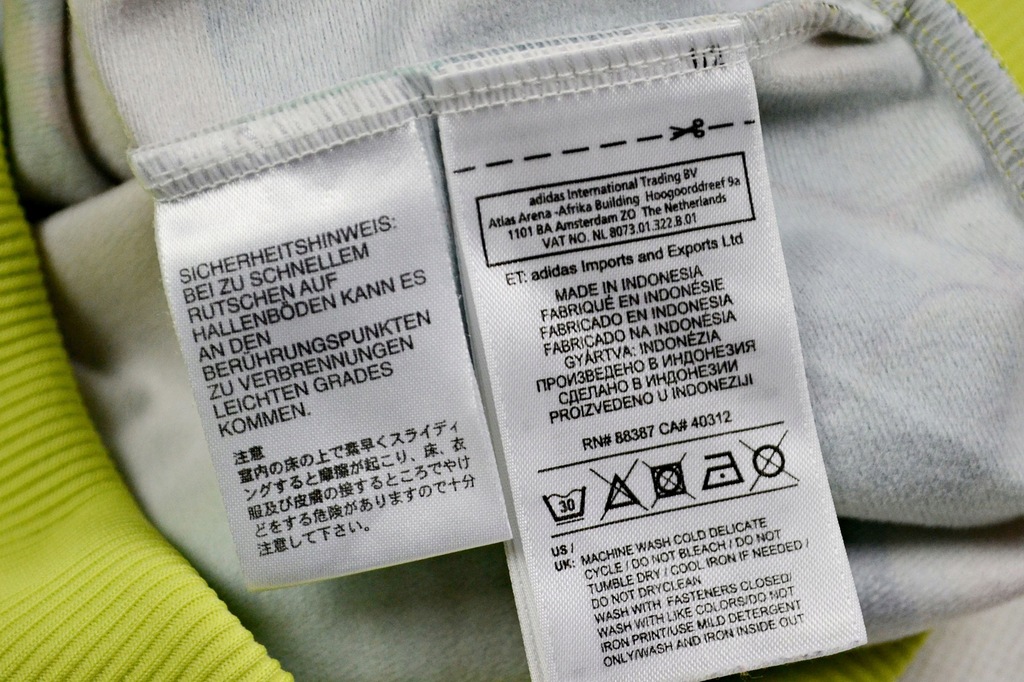 SICHERHEITSHINWEIS:
BEI ZU SCHNELLEM
RUTSCHEN AUF
HALLENBÖDEN KANN ES
AN DEN
BERÜHRUNGSPUNKTEN
ZU VERBRENNUNGEN
LEICHTEN GRADES
KOMMEN.
注意
室内の床の上で素早くスライディ
ングすると摩擦が起こり、床、衣
服及び皮膚の接するところでやけ
どをする危険がありますので十分
注意して下さい。
adidas International Trading BV
Atlas Arena -Afrika Building Hoogoorddreef 9a
1101 BA Amsterdam ZO The Netherlands
VAT NO. NL 8073.01.322.B.01
ET: adidas Imports and Exports Ltd
MADE IN INDONESIA
FABRIQUÉ EN INDONÉSIE
FABRICADO EN INDONESIA
FABRICADO NA INDONÉSIA
GYÁRTVA: INDONÉZIA
ПРОИЗВЕДЕНО В ИНДОНЕЗИЯ
СДЕЛАНО В ИНДОНЕЗИИ
PROIZVEDENO U INDONEZIJI
RN# 88387 CA# 40312
30
US / UK: MACHINE WASH COLD DELICATE
CYCLE / DO NOT BLEACH / DO NOT
TUMBLE DRY / COOL IRON IF NEEDED /
DO NOT DRYCLEAN
WASH WITH FASTENERS CLOSED/
WASH WITH LIKE COLORS/DO NOT
IRON PRINT/USE MILD DETERGENT
ONLY/WASH AND IRON INSIDE OUT